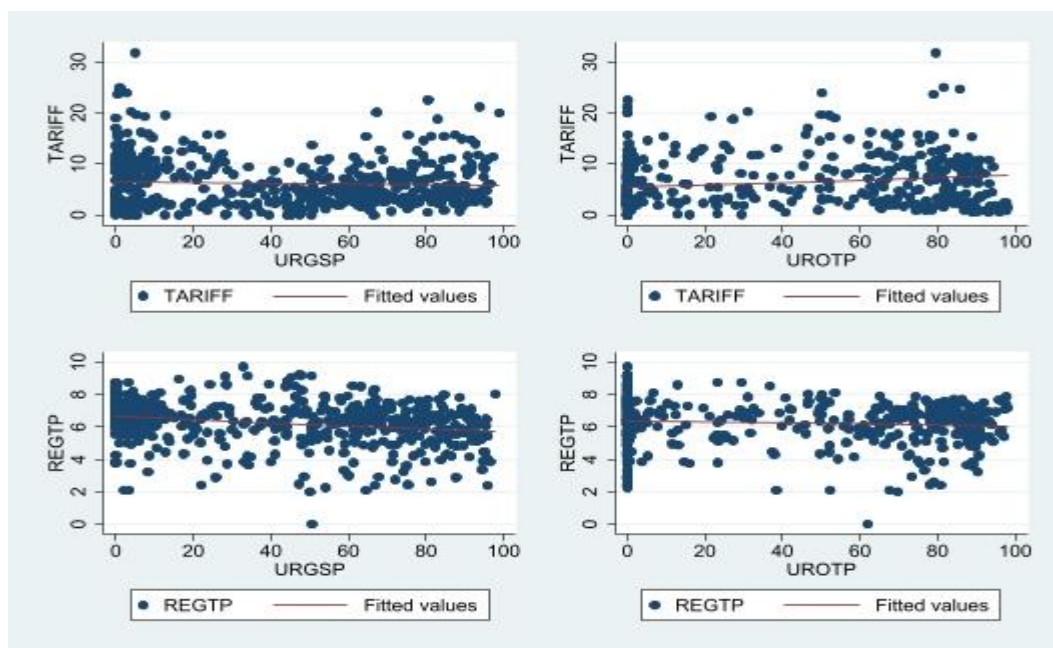 TARIFF
30
20
10
0
0 20 40 60 80 100
URGSP
TARIFF Fitted values
TARIFF
30
20
10
0
0 20 40 60 80 100
UROTP
TARIFF Fitted values
REGTP
10
8
6
4
2
0
0 20 40 60 80 100
URGSP
REGTP Fitted values
REGTP
10
8
6
4
2
0
0 20 40 60 80 100
UROTP
REGTP Fitted values